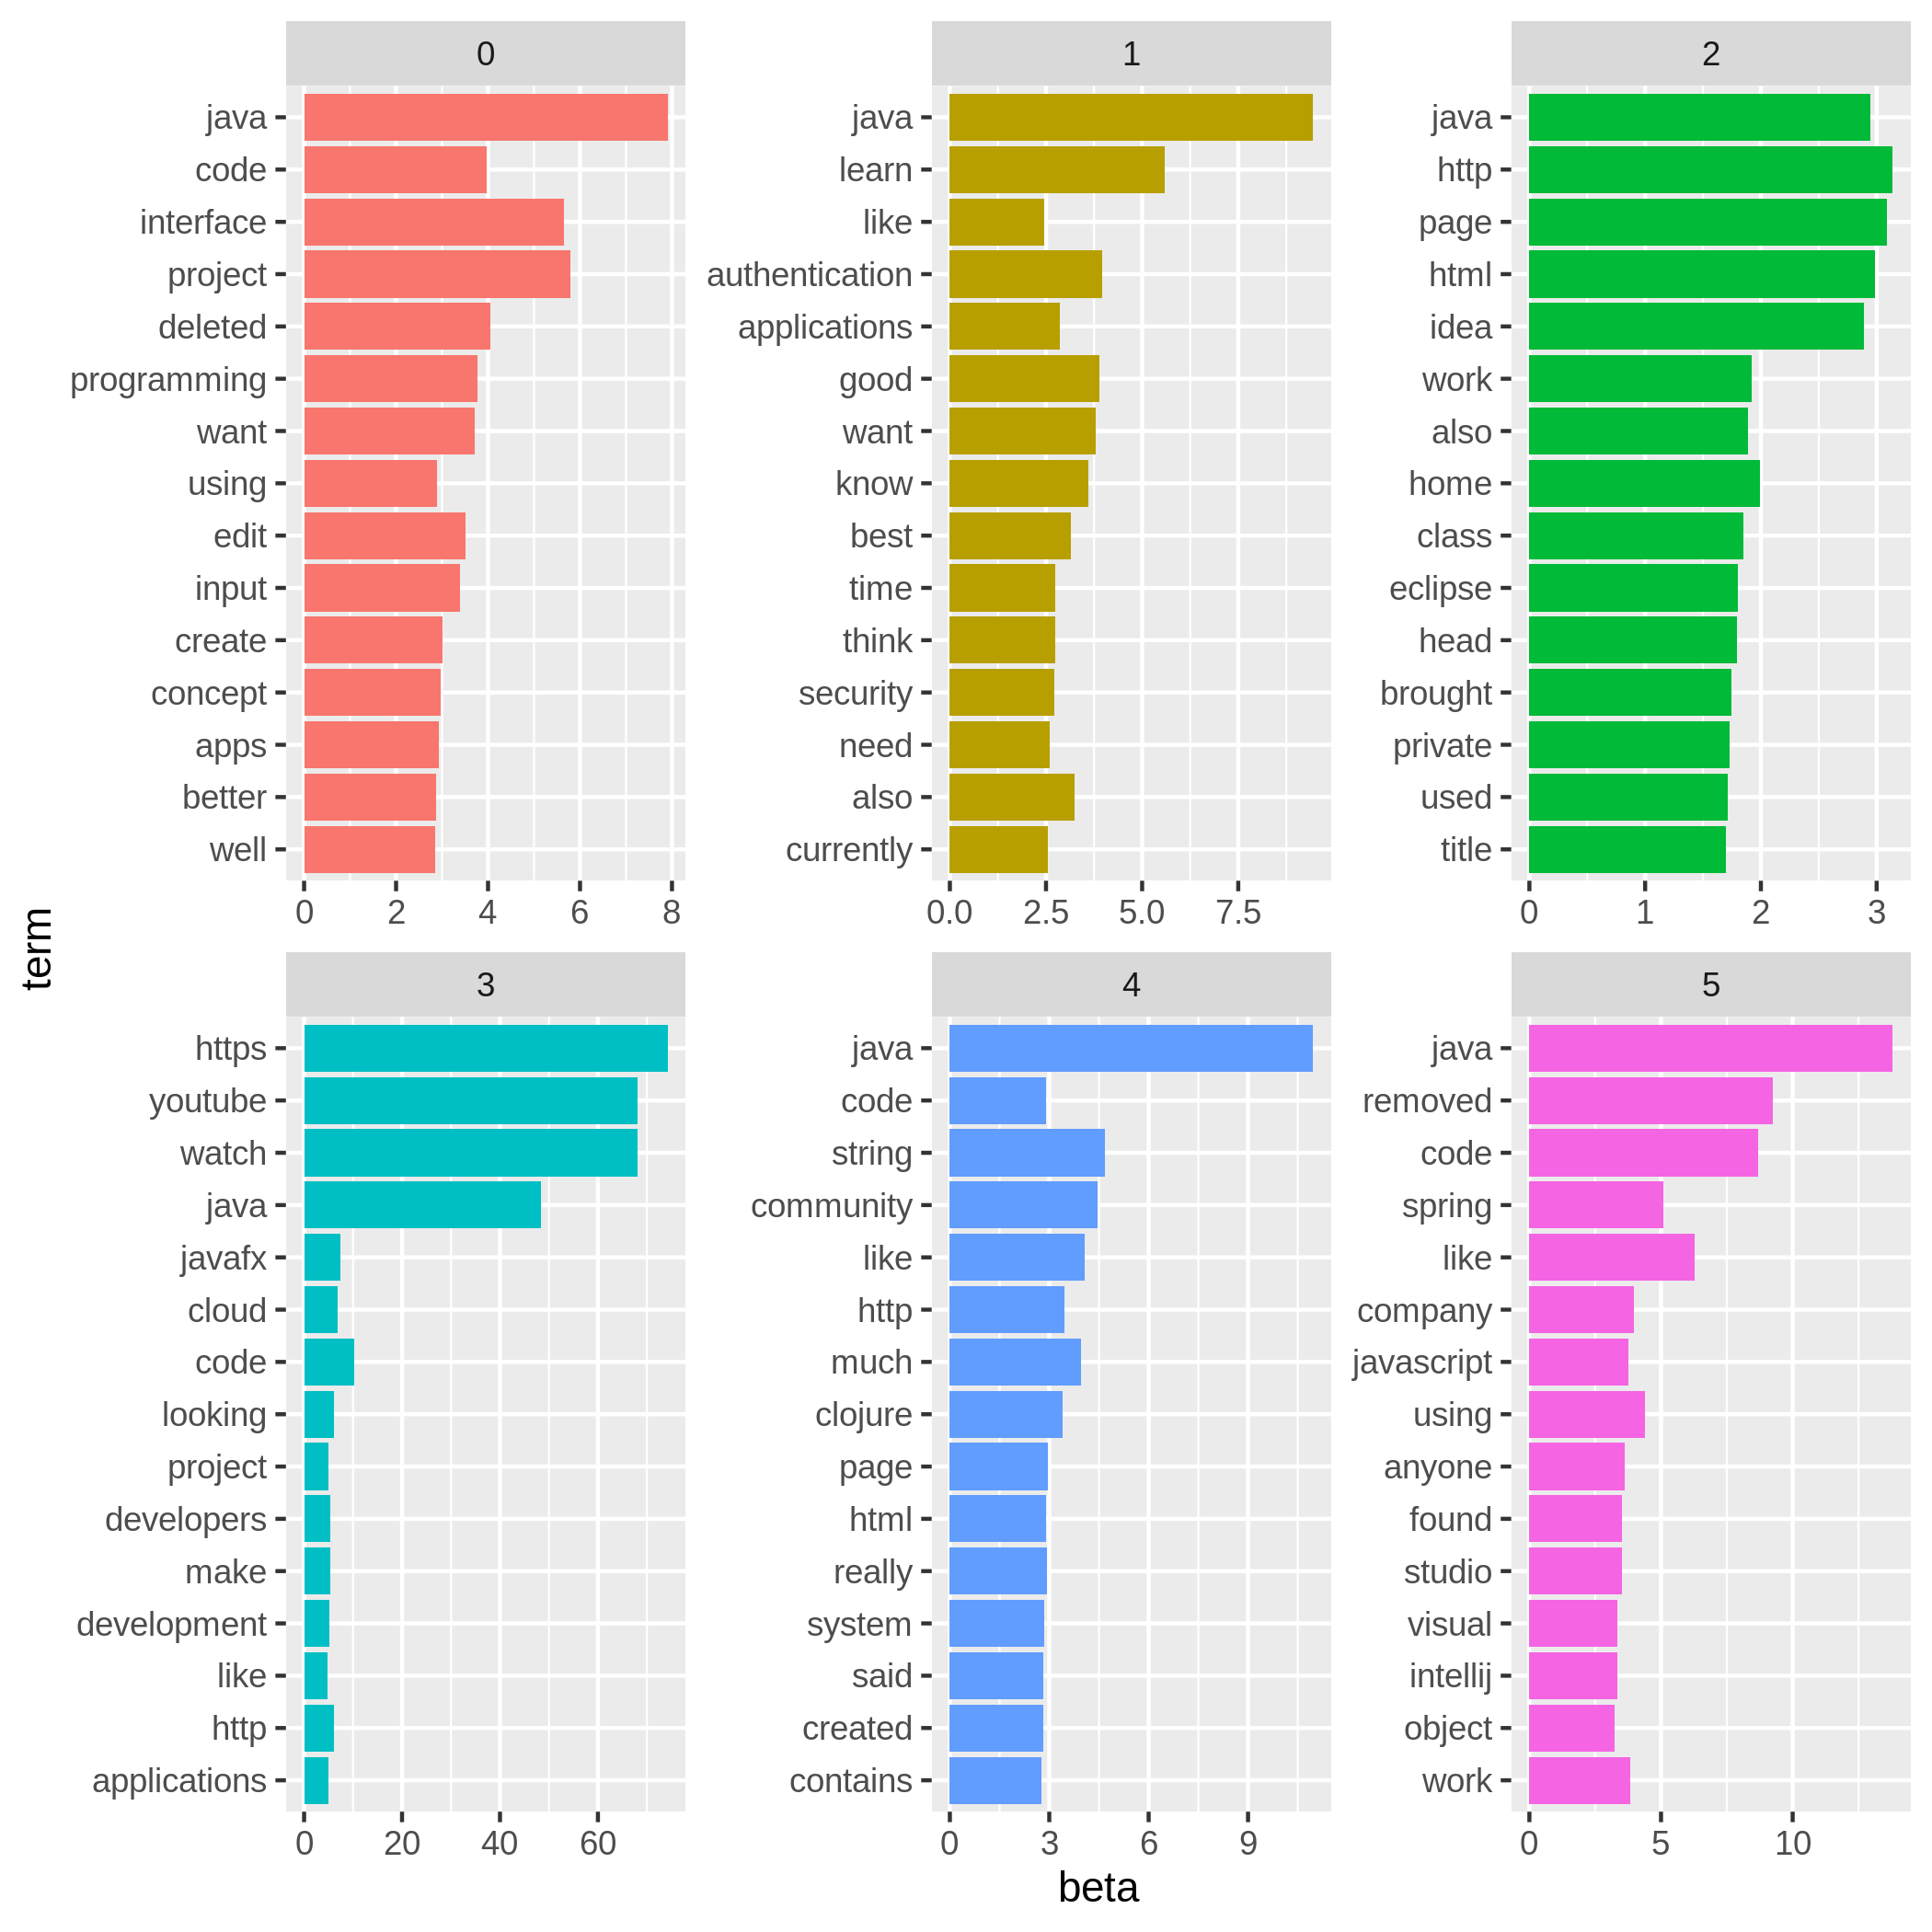 0
java
code
interface
project
deleted
programming
want
using
edit
input
create
concept
apps
better
well
0 2 4 6 8
1
java
learn
like
authentication
applications
good
want
know
best
time
think
security
need
also
currently
0.0 2.5 5.0 7.5
2
java
http
page
html
idea
work
also
home
class
eclipse
head
brought
private
used
title
0 1 2 3
term
3
https
youtube
watch
java
javafx
cloud
code
looking
project
developers
make
development
like
http
applications
0 20 40 60
4
java
code
string
community
like
http
much
clojure
page
html
really
system
said
created
contains
0 3 6 9
5
java
removed
code
spring
like
company
javascript
using
anyone
found
studio
visual
intellij
object
work
0 5 10
beta